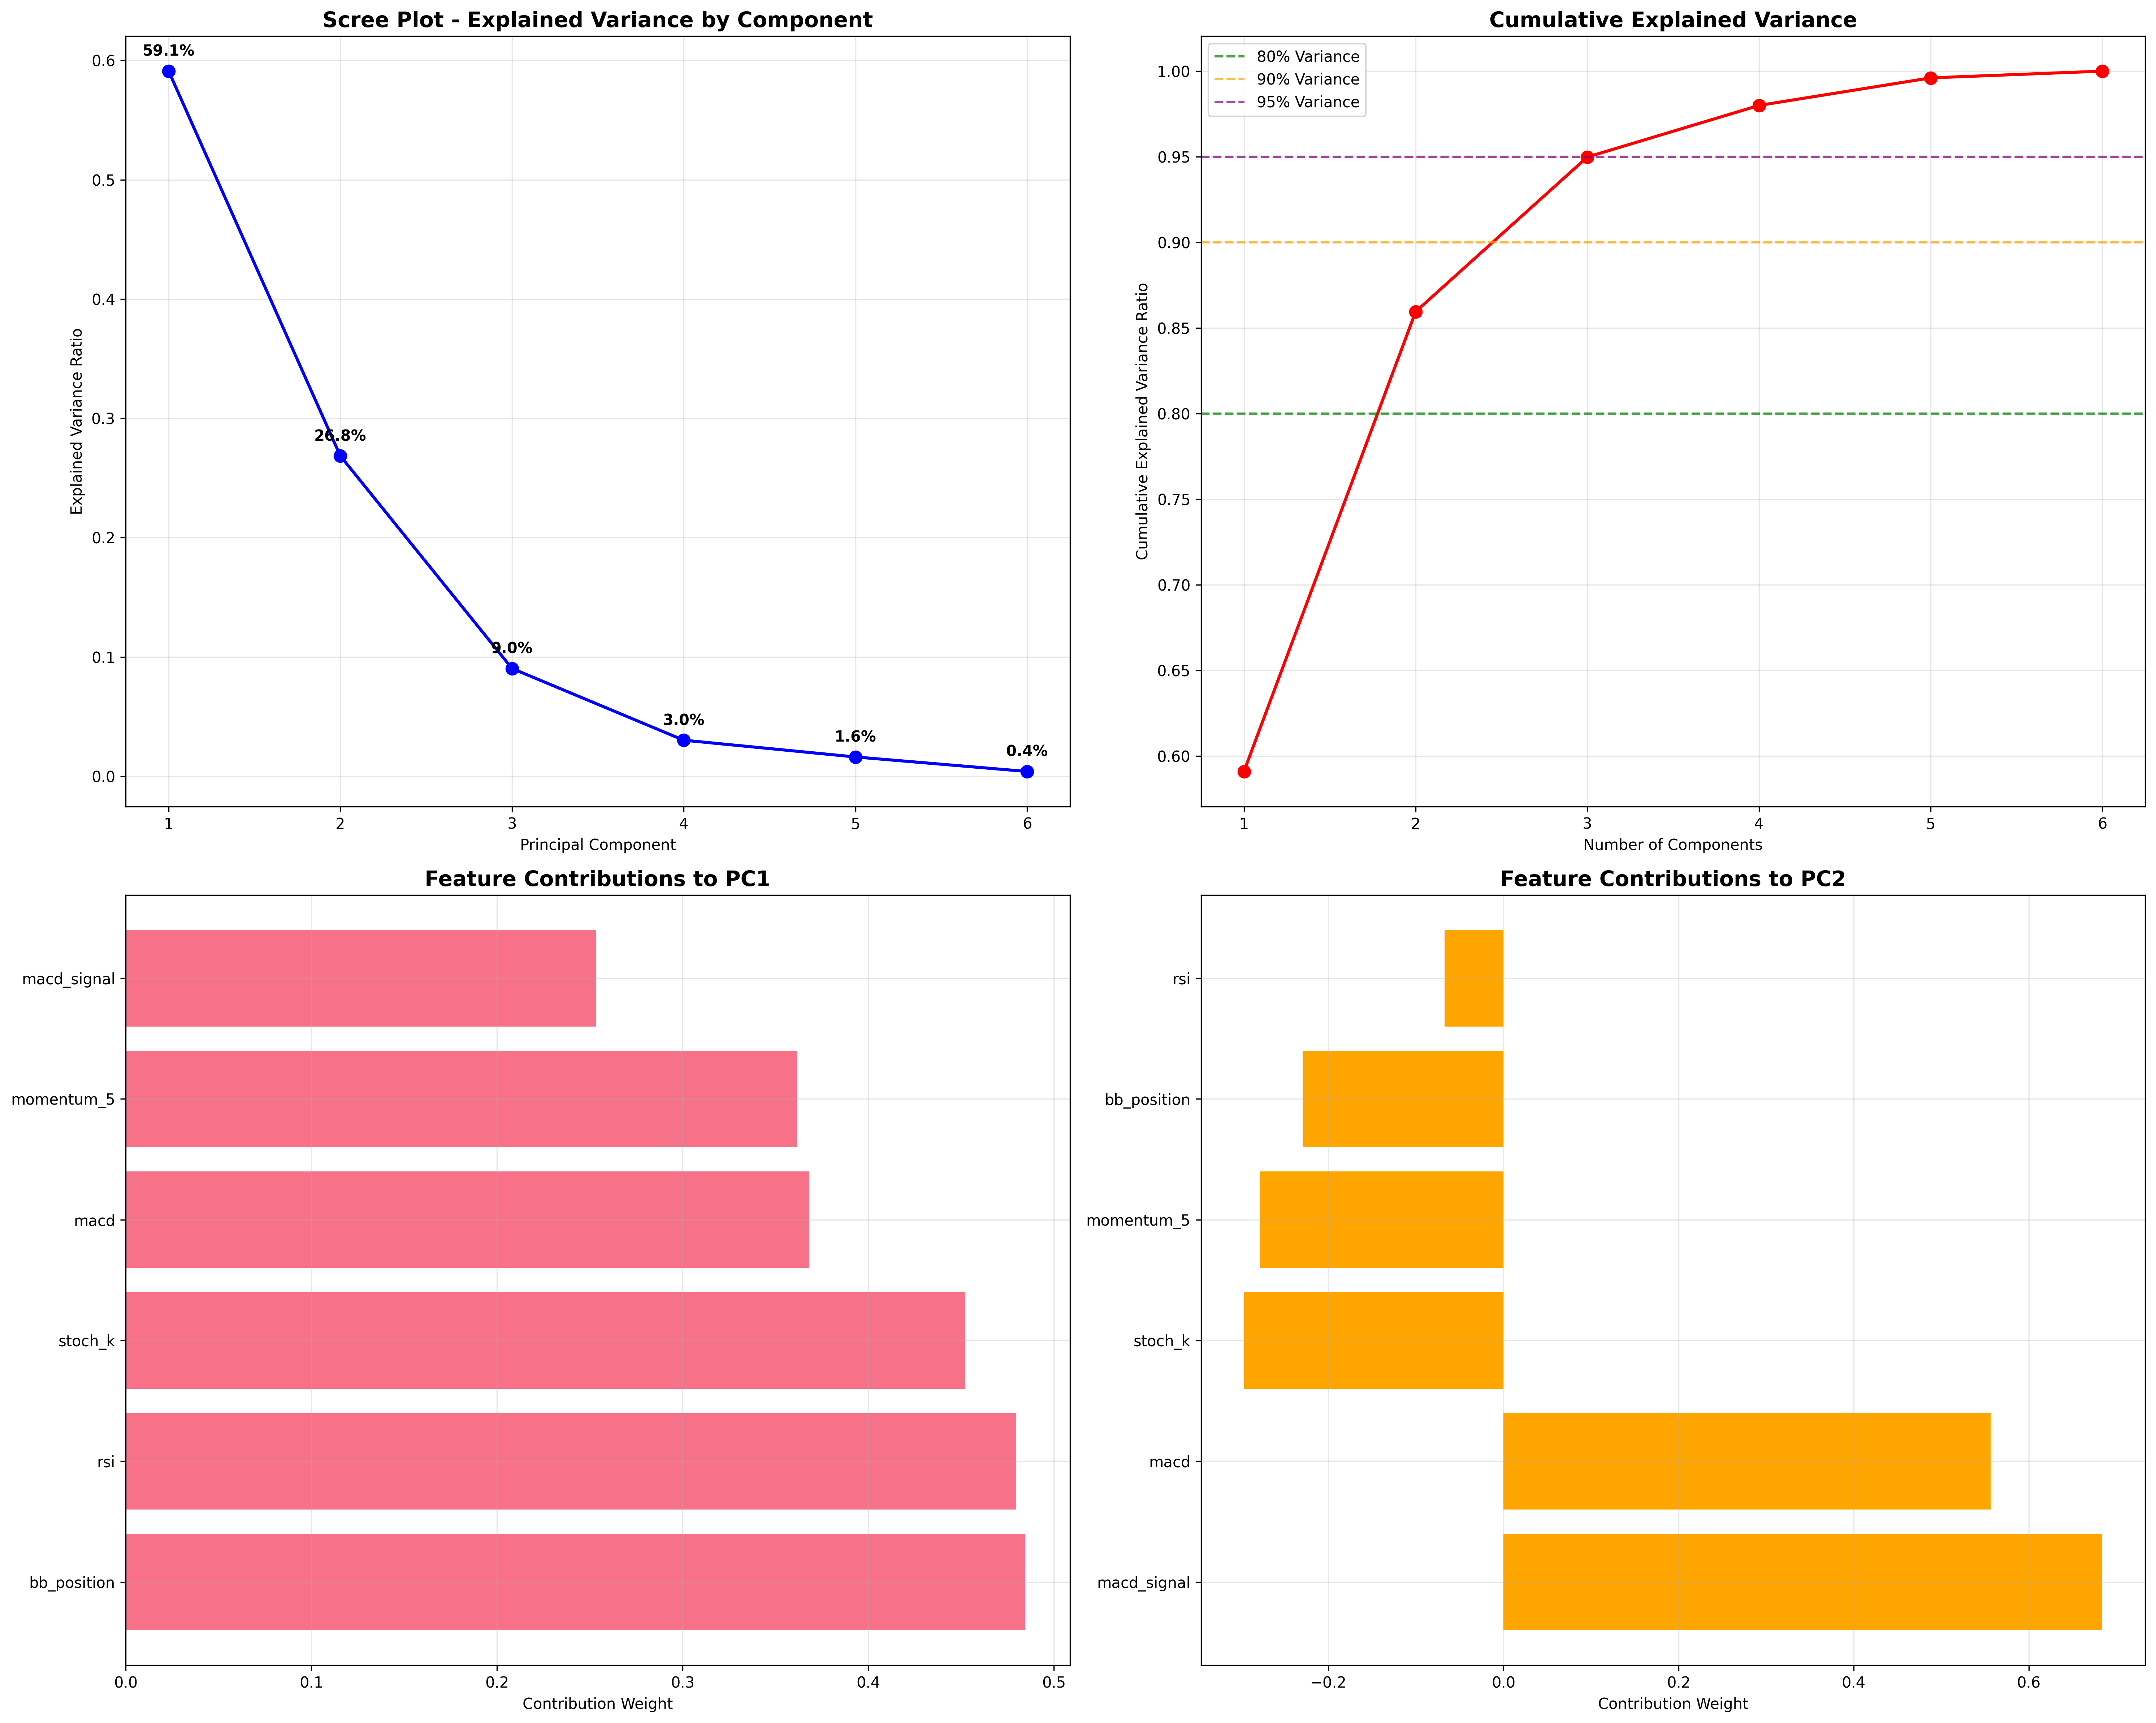 Scree Plot - Explained Variance by Component
59.1%
26.8%
9.0%
3.0%
1.6%
0.4%
0.6
0.5
0.4
0.3
0.2
0.1
0.0
Explained Variance Ratio
1 2 3 4 5 6
Principal Component
Cumulative Explained Variance
80% Variance
90% Variance
95% Variance
1.00
0.95
0.90
0.85
0.80
0.75
0.70
0.65
0.60
Cumulative Explained Variance Ratio
1 2 3 4 5 6
Number of Components
Feature Contributions to PC1
macd_signal
momentum_5
macd
stoch_k
rsi
bb_position
0.0 0.1 0.2 0.3 0.4 0.5
Contribution Weight
Feature Contributions to PC2
rsi
bb_position
momentum_5
stoch_k
macd
macd_signal
−0.2 0.0 0.2 0.4 0.6
Contribution Weight